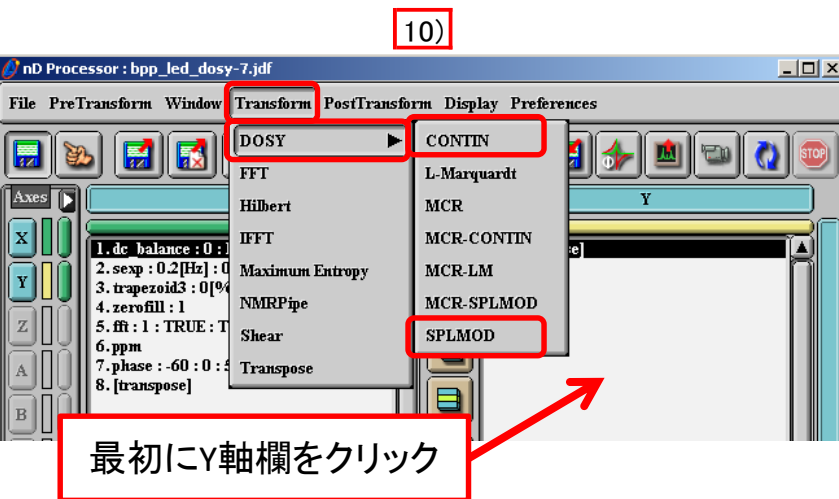 10)
nD Processor : bpp_led_dosy-7.jdf
File PreTransform Window Transform PostTransform Display Preferences
STOP
Axes
Y
X
Y
Z
A
B
1. dc_balance : 0 :
2. sexp : 0.2[Hz] : 0
3. trapezoid3 : 0[%
4. zerofill : 1
5. fft : 1 : TRUE : T
6. ppm
7. phase : -60 : 0 :
8. [transpose]
DOSY
FFT
Hilbert
IFFT
Maximum Entropy
NMRPipe
Shear
Transpose
CONTIN
L-Marquardt
MCR
MCR-CONTIN
MCR-LM
MCR-SPLMOD
SPLMOD
最初にY軸欄をクリック